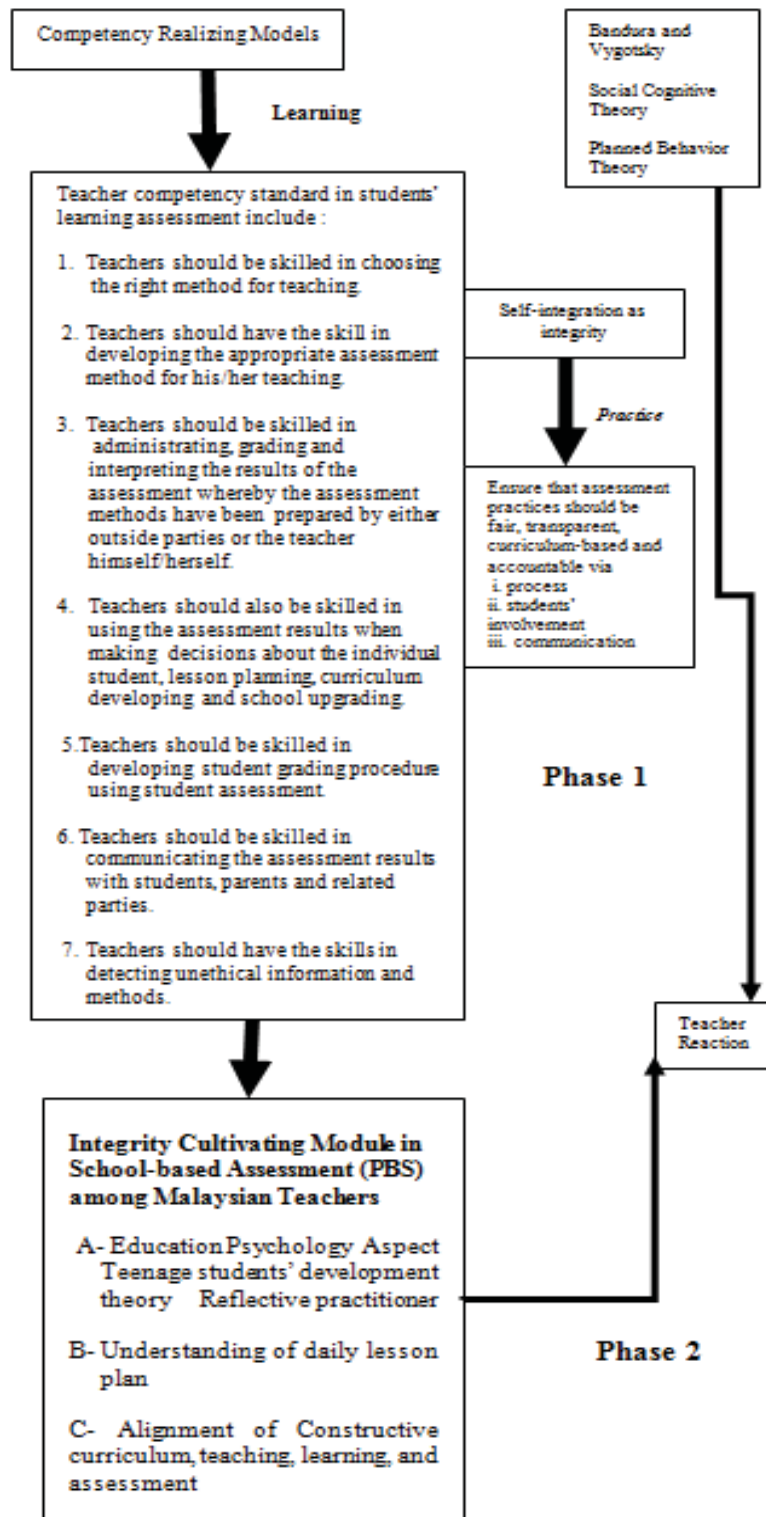 Competency Realizing Models
Learning
Bandura and
Vygotsky
Social Cognitive
Theory
Planned Behavior
Theory
Teacher competency standard in students’
learning assessment include :
1. Teachers should be skilled in choosing
the right method for teaching.
2. Teachers should have the skill in
developing the appropriate assessment
method for his/her teaching.
3. Teachers should be skilled in
administrating, grading and
interpreting the results of the
assessment whereby the assessment
methods have been prepared by either
outside parties or the teacher
himself/herself.
4. Teachers should also be skilled in
using the assessment results when
making decisions about the individual
student, lesson planning, curriculum
developing and school upgrading.
5.Teachers should be skilled in
developing student grading procedure
using student assessment.
6. Teachers should be skilled in
communicating the assessment results
with students, parents and related
parties.
7. Teachers should have the skills in
detecting unethical information and
methods.
Self-integration as
integrity
Practice
Ensure that assessment
practices should be
fair, transparent,
curriculum-based and
accountable via
i. process
ii. students’
involvement
iii. communication
Phase 1
Teacher
Reaction
Integrity Cultivating Module in
School-based Assessment (PBS)
among Malaysian Teachers
A- Education Psychology Aspect
Teenage students’ development
theory Reflective practitioner
B- Understanding of daily lesson
plan
C- Alignment of Constructive
curriculum, teaching, learning, and
assessment
Phase 2